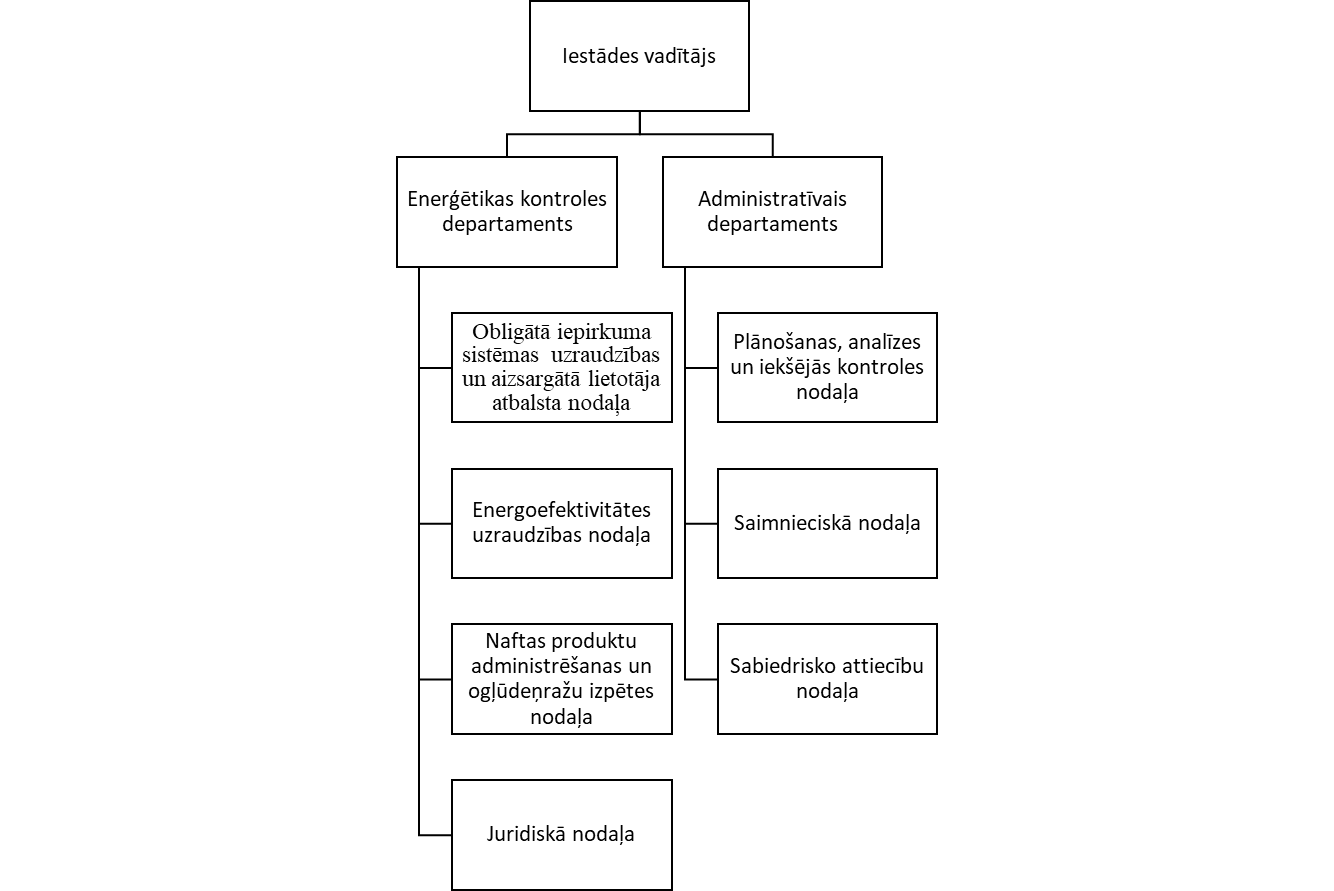 Iestādes vadītājs
Enerģētikas kontroles
departaments
Administratīvais
departaments
Obligātā iepirkuma
sistēmas uzraudzības
un aizsargātā lietotāja
atbalsta nodaļa
Plānošanas, analīzes
un iekšējās kontroles
nodaļa
Energoefektivitātes
uzraudzības nodaļa
Saimnieciskā nodaļa
Naftas produktu
administrēšanas un
ogļūdeņražu izpētes
nodaļa
Sabiedrisko attiecību
nodaļa
Juridiskā nodaļa